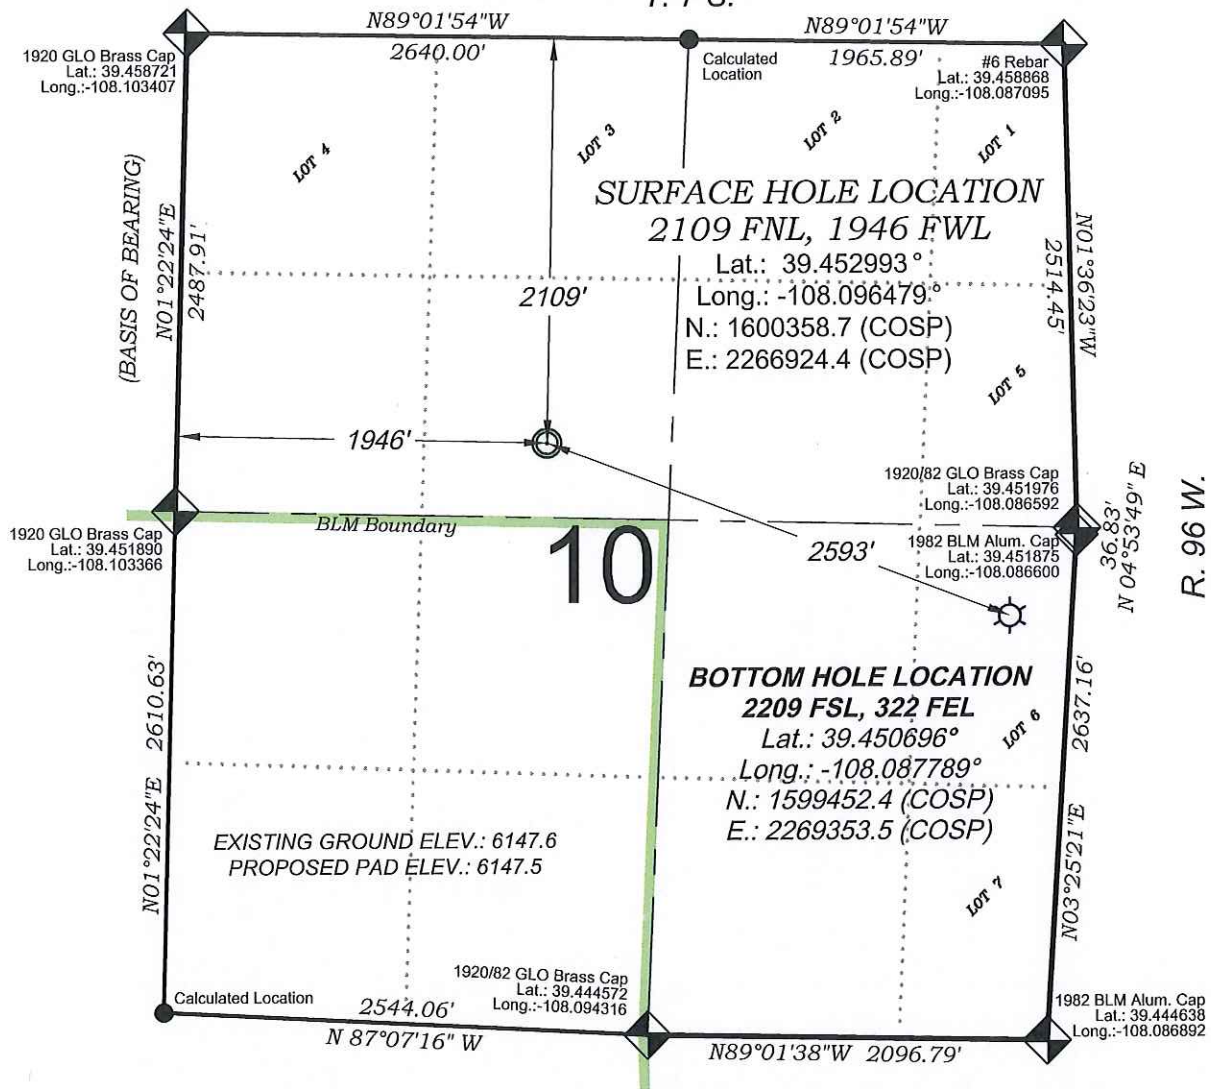 N89°01'54"W
2640.00'
N89°01'54"W
1965.89'
1920 GLO Brass Cap
Lat.: 39.458721
Long.:-108.103407
Calculated
Location
#6 Rebar
Lat.: 39.458868
Long.:-108.087095
LOT 4
LOT 3
LOT 2
LOT 1
(BASIS OF BEARING)
N01°22'24"E
2487.91'
SURFACE HOLE LOCATION
2109 FNL, 1946 FWL
Lat.: 39.452993°
Long.: -108.096479°
N.: 1600358.7 (COSP)
E.: 2266924.4 (COSP)
2109'
N01°36'23"W
2514.45'
LOT 5
1946'
1920/82 GLO Brass Cap
Lat.: 39.451976
Long.:-108.086592
1920 GLO Brass Cap
Lat.: 39.451890
Long.:-108.103366
BLM Boundary
10
2593'
1982 BLM Alum. Cap
Lat.: 39.451875
Long.:-108.086600
36.83'
N 04°53'49" E
R. 96 W.
BOTTOM HOLE LOCATION
2209 FSL, 322 FEL
Lat.: 39.450696°
Long.: -108.087789°
N.: 1599452.4 (COSP)
E.: 2269353.5 (COSP)
LOT 6
2637.16'
N03°25'21"E
2610.63'
N01°22'24"E
EXISTING GROUND ELEV.: 6147.6
PROPOSED PAD ELEV.: 6147.5
LOT 7
Calculated Location
2544.06'
N 87°07'16" W
1920/82 GLO Brass Cap
Lat.: 39.444572
Long.:-108.094316
N89°01'38"W 2096.79'
1982 BLM Alum. Cap
Lat.: 39.444638
Long.:-108.086892